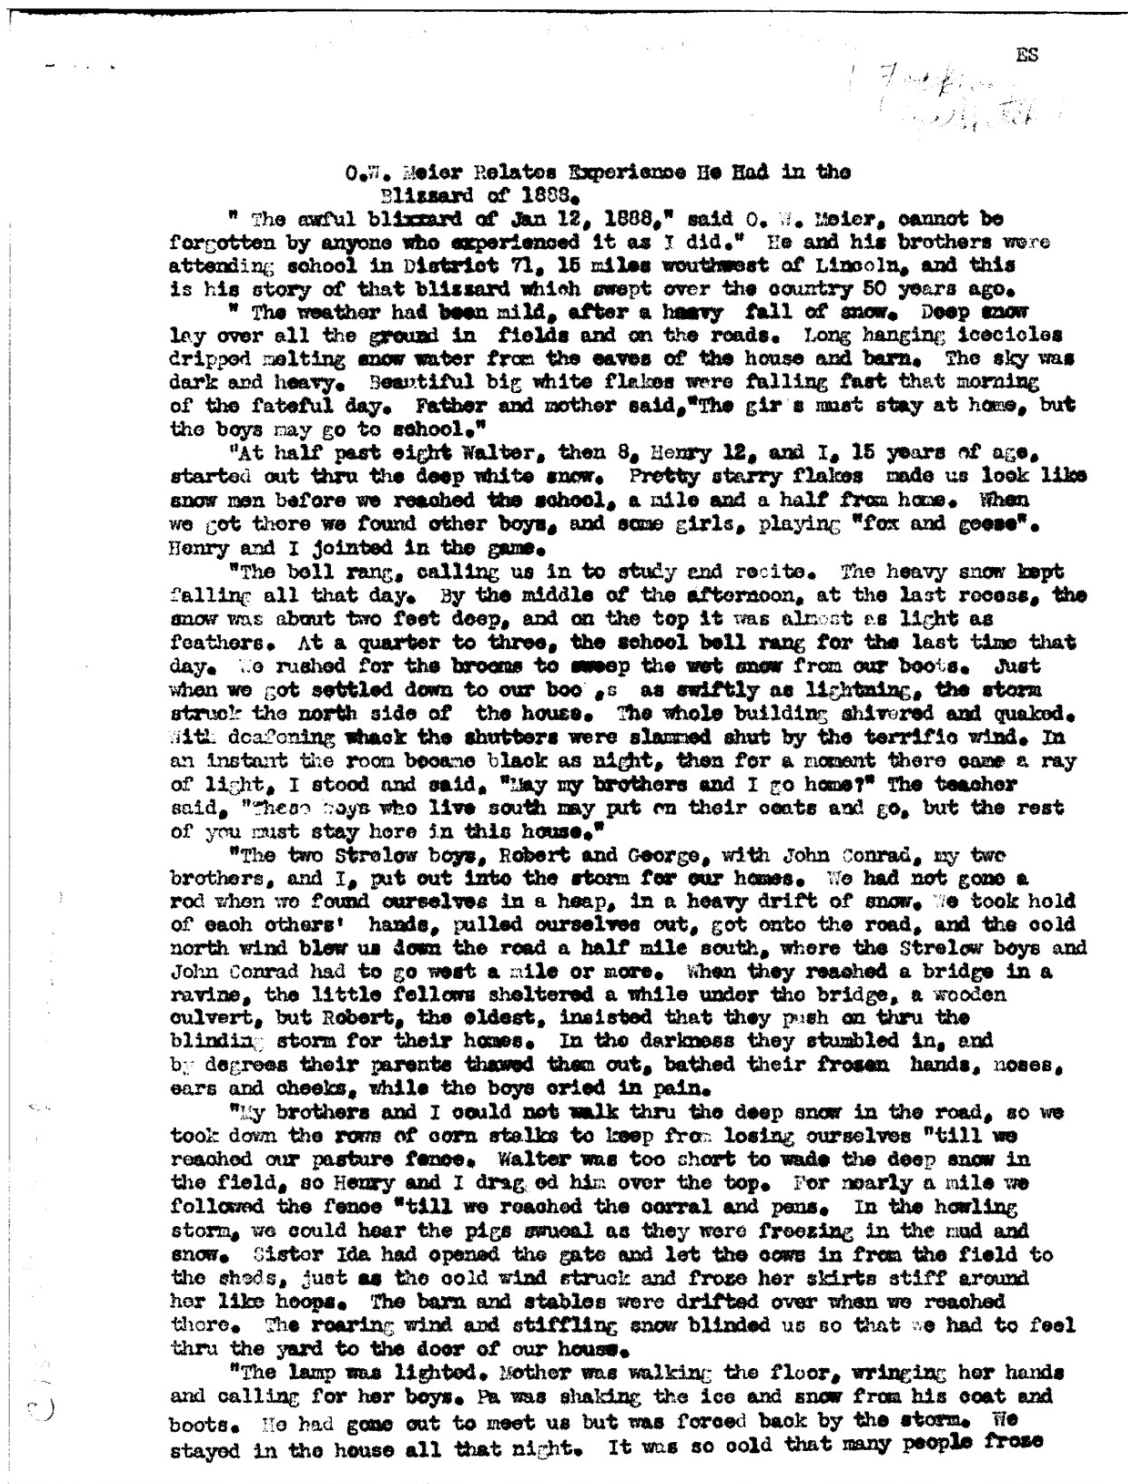 ES
O.W. Meier Relates Experience He Had in the
Blizzard of 1888.
" The awful blizzard of Jan 12, 1888," said O. W. Meier, cannot be
forgotten by anyone who experienced it as I did." He and his brothers were
attending school in District 71, 15 miles wouthwest of Lincoln, and this
is his story of that blizzard which swept over the country 50 years ago.
" The weather had been mild, after a heavy fall of snow. Deep snow
lay over all the ground in fields and on the roads. Long hanging icecicles
dripped melting snow water from the eaves of the house and barn. The sky was
dark and heavy. Beautiful big white flakes were falling fast that morning
of the fateful day. Father and mother said,"The gir s must stay at home, but
the boys may go to school."
"At half past eight Walter, then 8, Henry 12, and I, 15 years of age,
started out thru the deep white snow. Pretty starry flakes made us look like
snow men before we reached the school, a mile and a half from home. When
we got there we found other boys, and some girls, playing "fox and geese".
Henry and I jointed in the game.
"The bell rang, calling us in to study and recite. The heavy snow kept
falling all that day. By the middle of the afternoon, at the last recess, the
snow was about two feet deep, and on the top it was almost as light as
feathers. At a quarter to three, the school bell rang for the last time that
day. We rushed for the brooms to sweep the wet snow from our boots. Just
when we got settled down to our boo ,s as swiftly as lightning, the storm
struck the north side of the house. The whole building shivered and quaked.
With deafening whack the shutters were slammed shut by the terrific wind. In
an instant the room became black as night, then for a moment there came a ray
of light, I stood and said, "May my brothers and I go home?" The teacher
said, "These boys who live south may put on their coats and go, but the rest
of you must stay here in this house."
"The two Strelow boys, Robert and George, with John Conrad, my two
brothers, and I, put out into the storm for our homes. We had not gone a
rod when we found ourselves in a heap, in a heavy drift of snow. We took hold
of each others' hands, pulled ourselves out, got onto the road, and the cold
north wind blew us down the road a half mile south, where the Strelow boys and
John Conrad had to go west a mile or more. When they reached a bridge in a
ravine, the little fellows sheltered a while under the bridge, a wooden
culvert, but Robert, the eldest, insisted that they push on thru the
blinding storm for their homes. In the darkness they stumbled in, and
by degrees their parents thawed them out, bathed their frozen hands, noses,
ears and cheeks, while the boys cried in pain.
"My brothers and I could not walk thru the deep snow in the road, so we
took down the rows of corn stalks to keep from losing ourselves "till we
reached our pasture fence. Walter was too short to wade the deep snow in
the field, so Henry and I drag ed him over the top. For nearly a mile we
followed the fence "till we reached the corral and pens. In the howling
storm, we could hear the pigs swueal as they were freezing in the mud and
snow. Sister Ida had opened the gate and let the cows in from the field to
the sheds, just as the cold wind struck and froze her skirts stiff around
her like hoops. The barn and stables were drifted over when we reached
there. The roaring wind and stiffling snow blinded us so that we had to feel
thru the yard to the door of our house.
"The lamp was lighted. Mother was walking the floor, wringing her hands
and calling for her boys. Pa was shaking the ice and snow from his coat and
boots. He had gone out to meet us but was forced back by the storm. We
stayed in the house all that night. It was so cold that many people froze